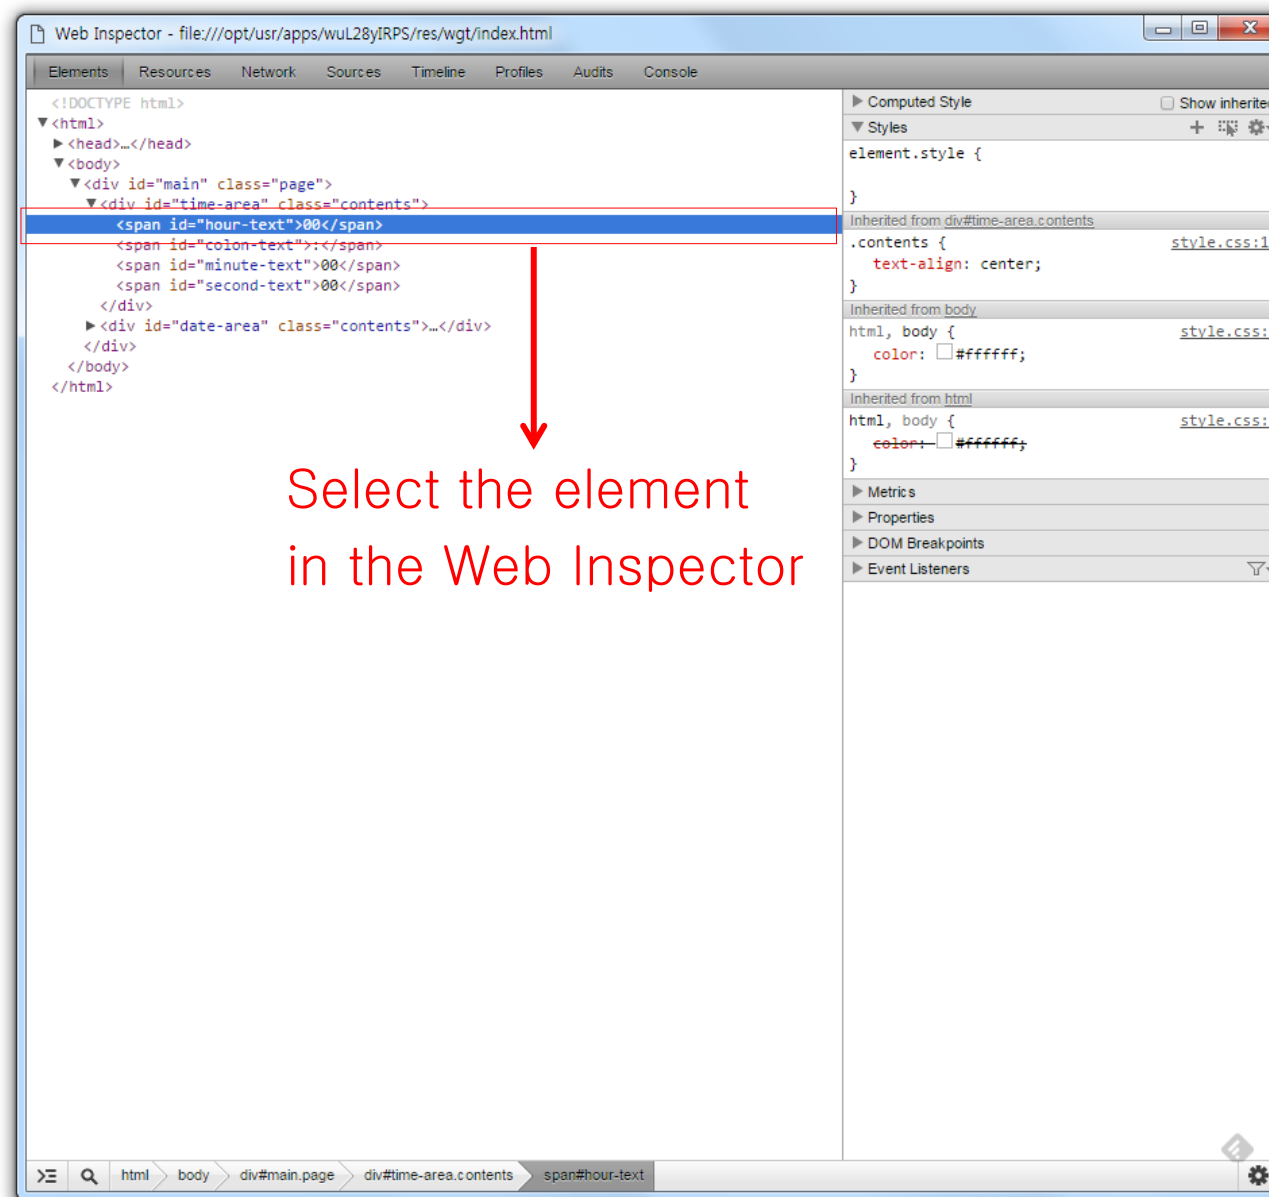 Web Inspector - file:///opt/usr/apps/wuL28yIRPS/res/wgt/index.html
Elements Resources Network Sources Timeline Profiles Audits Console
<!DOCTYPE html>
▼<html>
▶<head>…</head>
▼<body>
▼<div id="main" class="page">
▼<div id="time-area" class="contents">
<span id="hour-text">00</span>
<span id="colon-text">:</span>
<span id="minute-text">00</span>
<span id="second-text">00</span>
</div>
▶<div id="date-area" class="contents">…</div>
</div>
</body>
</html>
Select the element
in the Web Inspector
▶ Computed Style Show inherite
▼ Styles
element.style {
}
Inherited from div#time-area.contents
.contents { style.css:1
text-align: center;
}
Inherited from body
html, body { style.css:
color: #ffffff;
}
Inherited from html
html, body { style.css:
color: #ffffff;
}
▶ Metrics
▶ Properties
▶ DOM Breakpoints
▶ Event Listeners
html body div#main.page div#time-area.contents span#hour-text